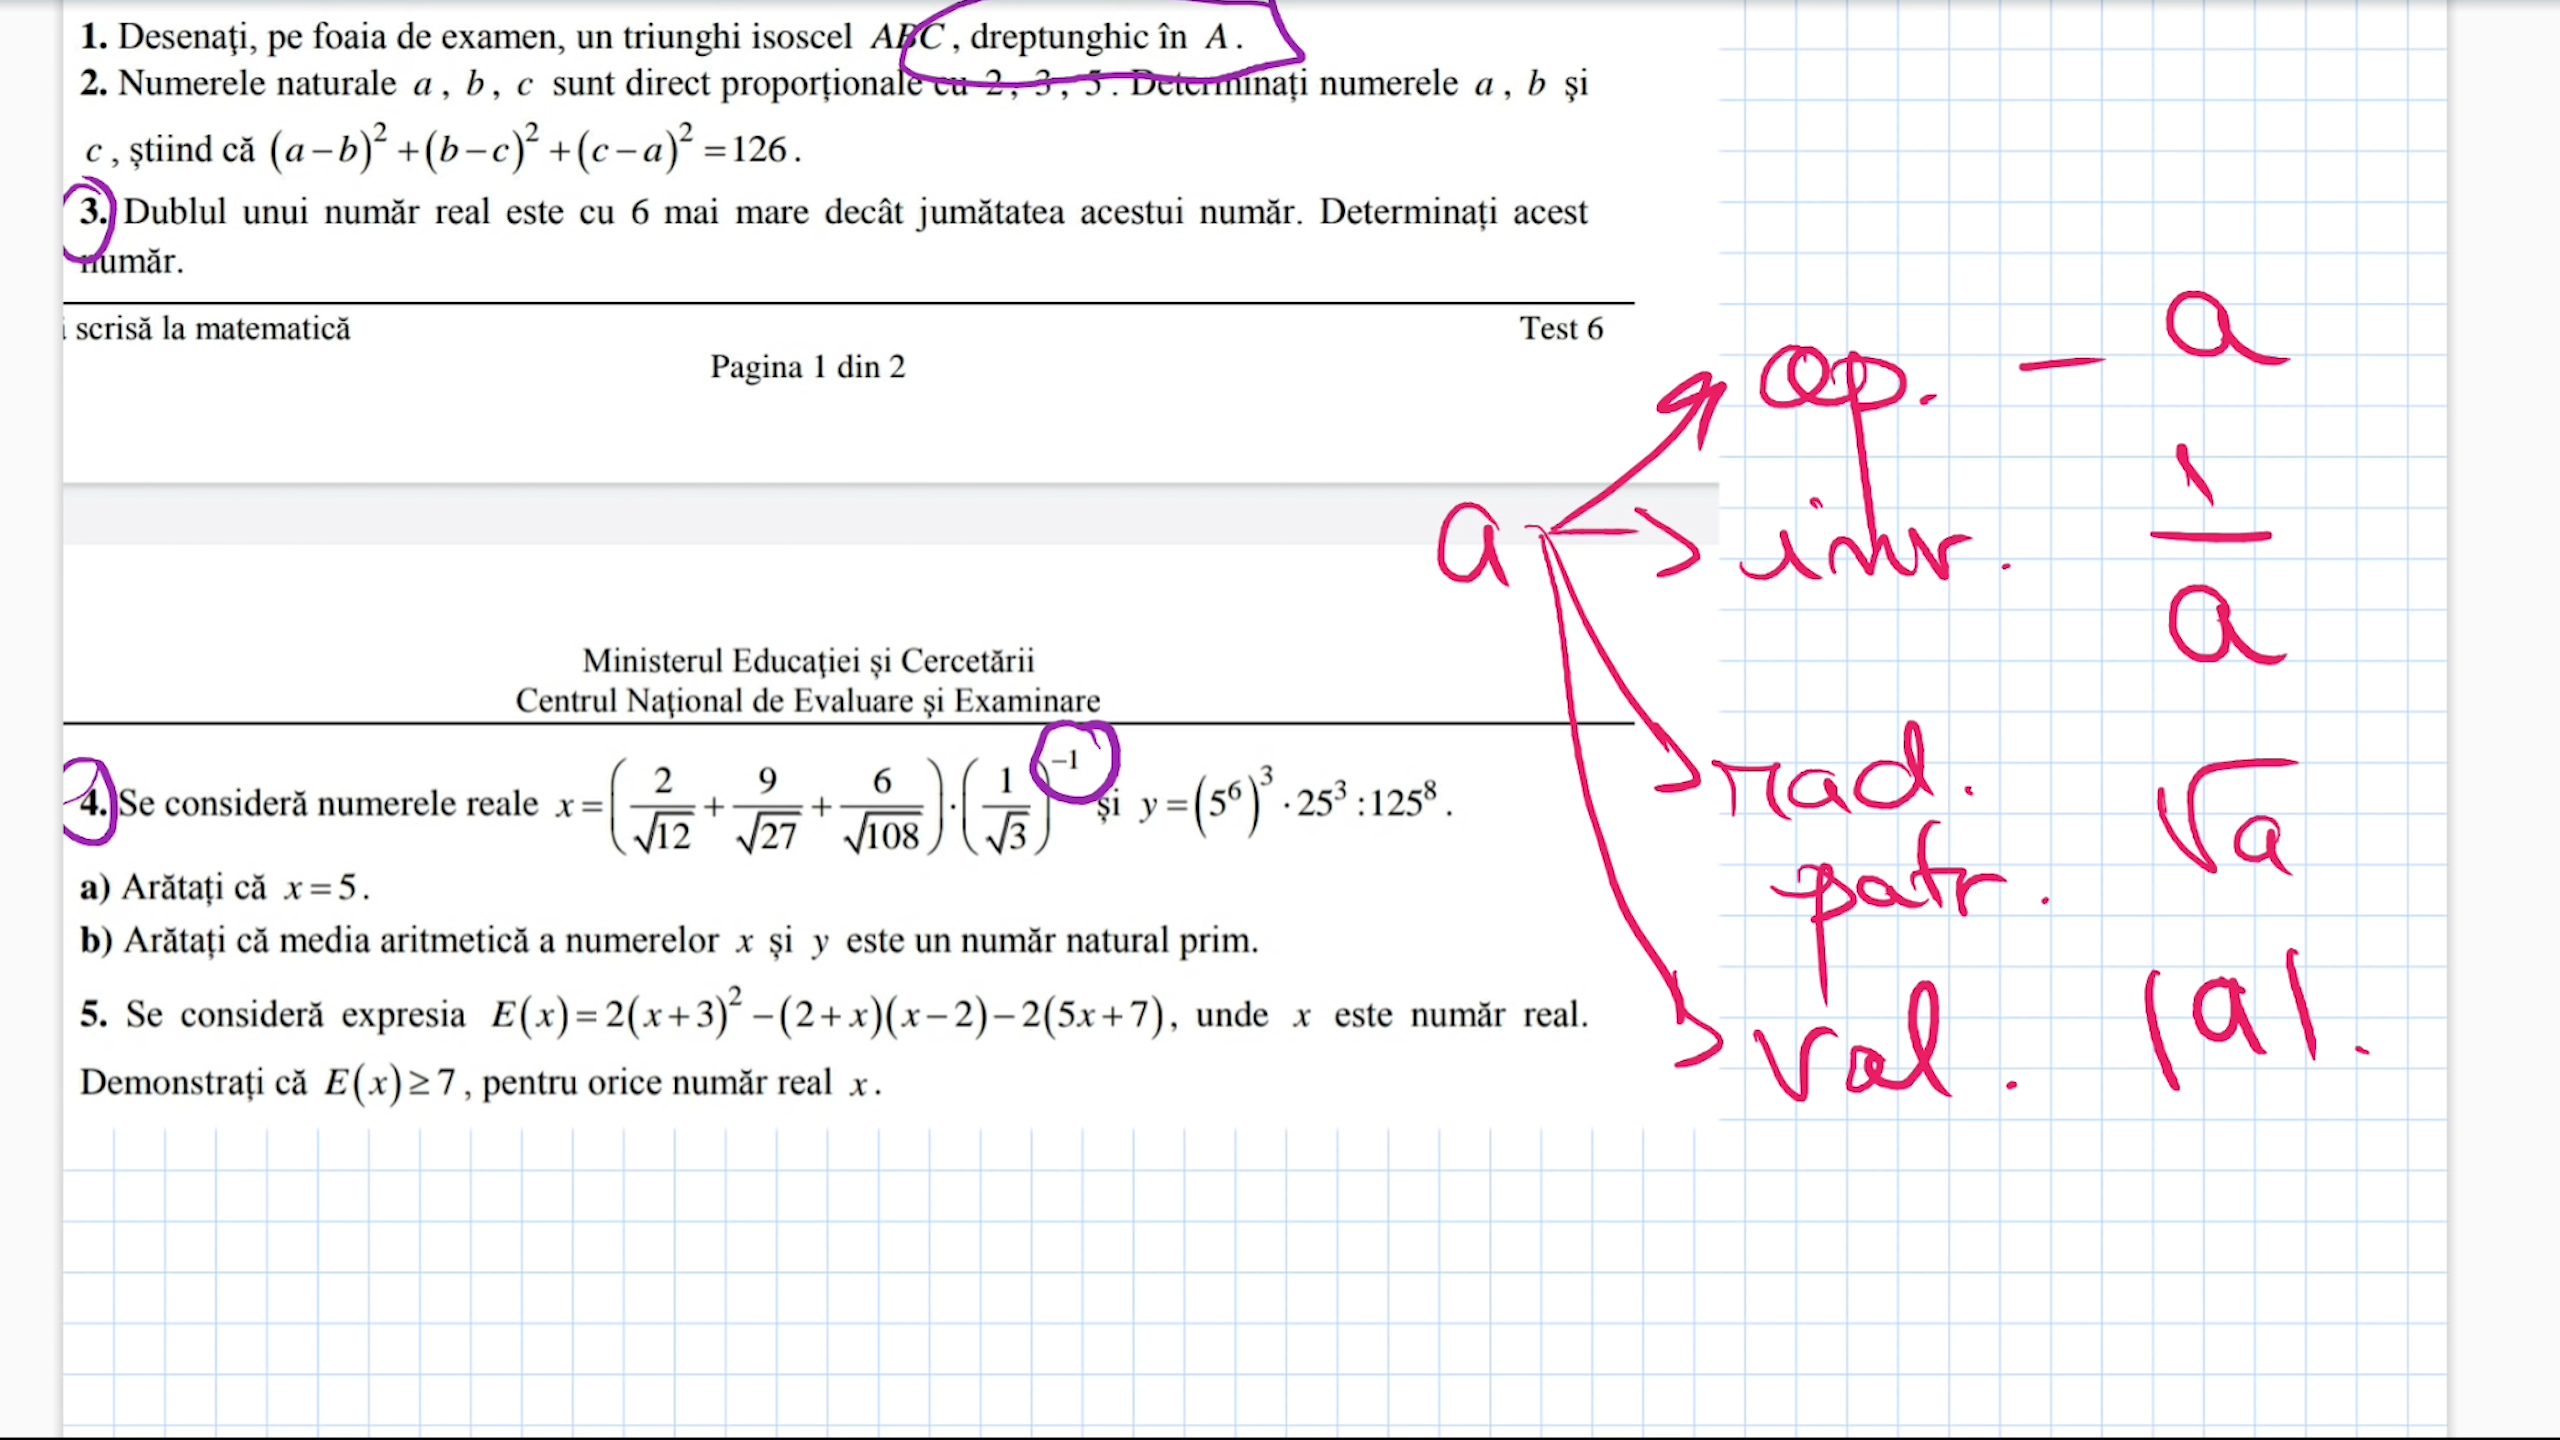 1. Desenați, pe foaia de examen, un triunghi isoscel ABC, dreptunghic în A.
2. Numerele naturale a, b, c sunt direct proporționale cu 2, 3, 5. Determinați numerele a, b și
c, știind că (a−b)² + (b−c)² + (c−a)² = 126.
3. Dublul unui număr real este cu 6 mai mare decât jumătatea acestui număr. Determinați acest
număr.
scrisă la matematică
Test 6
Pagina 1 din 2
Ministerul Educației și Cercetării
Centrul Național de Evaluare și Examinare
4. Se consideră numerele reale x = (2/√12 + 9/√27 + 6/√108) · (1/√3)⁻¹ și y = (5⁶)³ · 25³ : 125⁸.
a) Arătați că x = 5.
b) Arătați că media aritmetică a numerelor x și y este un număr natural prim.
5. Se consideră expresia E(x) = 2(x+3)² − (2+x)(x−2) − 2(5x+7), unde x este număr real.
Demonstrați că E(x) ≥ 7, pentru orice număr real x.
a
op. − a
inv. 1/a
rad. √a
patr.
val. |a|.